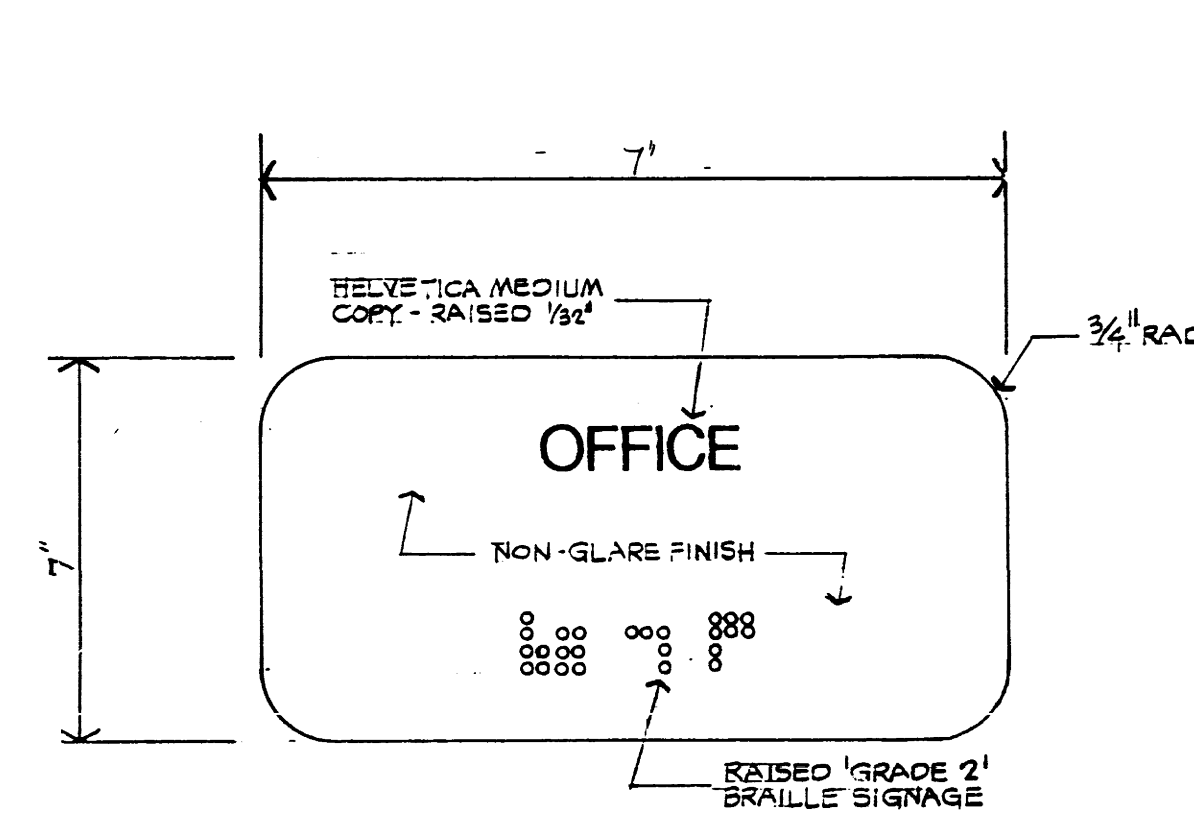 7"
HELVETICA MEDIUM
COPY - RAISED 1/32"
3/4" RAD
OFFICE
7"
NON-GLARE FINISH
RAISED 'GRADE 2'
BRAILLE SIGNAGE